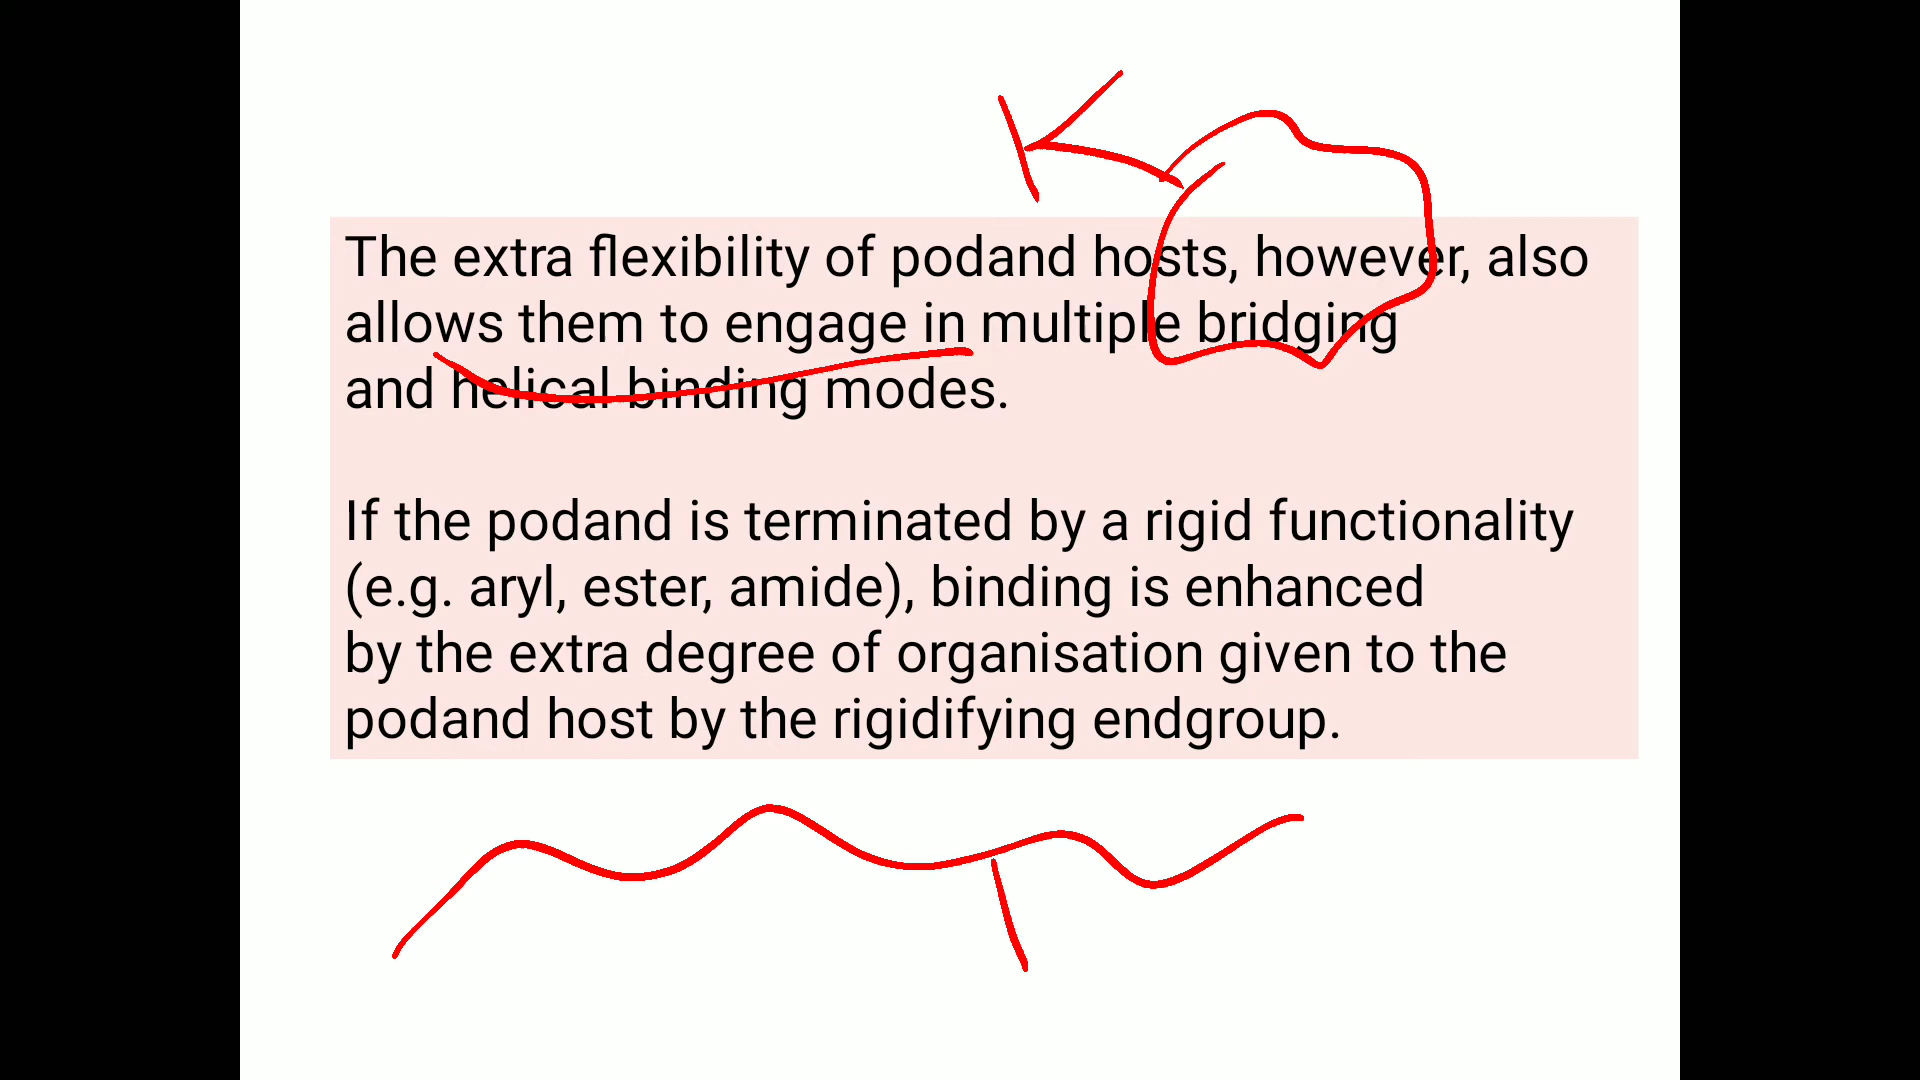 The extra flexibility of podand hosts, however, also
allows them to engage in multiple bridging
and helical binding modes.
If the podand is terminated by a rigid functionality
(e.g. aryl, ester, amide), binding is enhanced
by the extra degree of organisation given to the
podand host by the rigidifying endgroup.